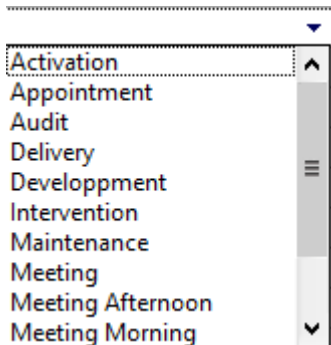 Activation
Appointment
Audit
Delivery
Developpment
Intervention
Maintenance
Meeting
Meeting Afternoon
Meeting Morning